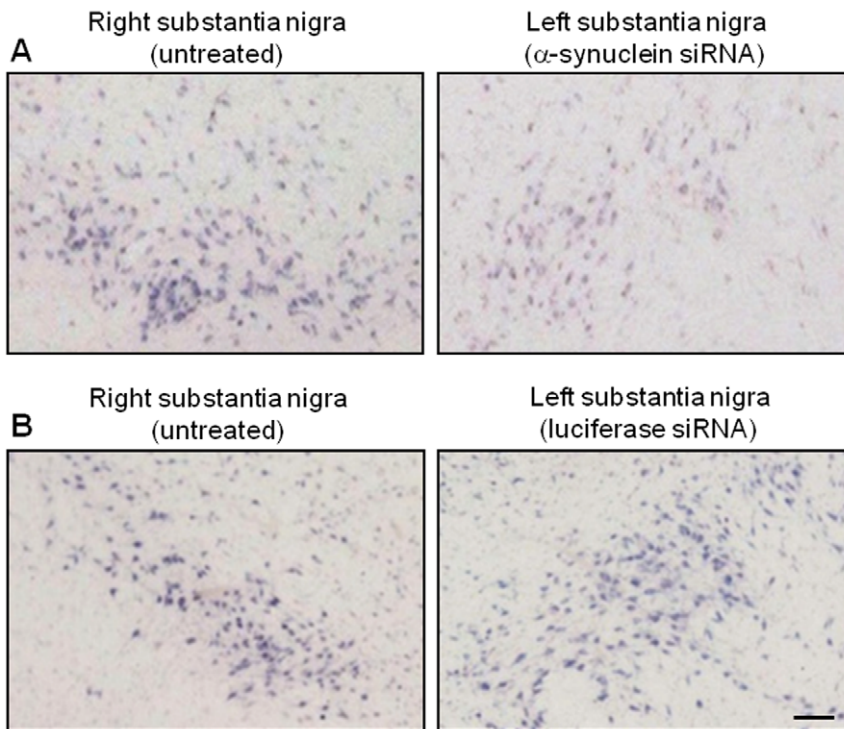 A
Right substantia nigra
(untreated)
Left substantia nigra
(α-synuclein siRNA)
B
Right substantia nigra
(untreated)
Left substantia nigra
(luciferase siRNA)